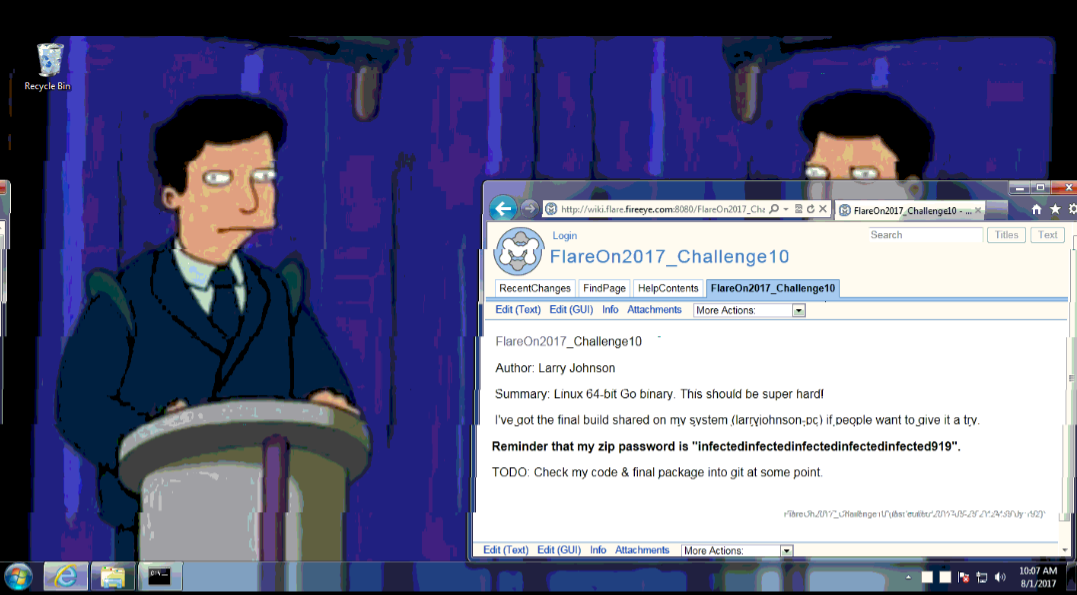 Recycle Bin
http://wiki.flare.fireeye.com:8080/FlareOn2017_Cha
FlareOn2017_Challenge10 - ...
Login
Search
Titles
Text
FlareOn2017_Challenge10
RecentChanges
FindPage
HelpContents
FlareOn2017_Challenge10
Edit (Text)
Edit (GUI)
Info
Attachments
More Actions:
FlareOn2017_Challenge10
Author: Larry Johnson
Summary: Linux 64-bit Go binary. This should be super hard!
I've got the final build shared on my system (larryjohnson-pc) if people want to give it a try.
Reminder that my zip password is "infectedinfectedinfectedinfectedinfected919".
TODO: Check my code & final package into git at some point.
Edit (Text)
Edit (GUI)
Info
Attachments
More Actions:
10:07 AM
8/1/2017